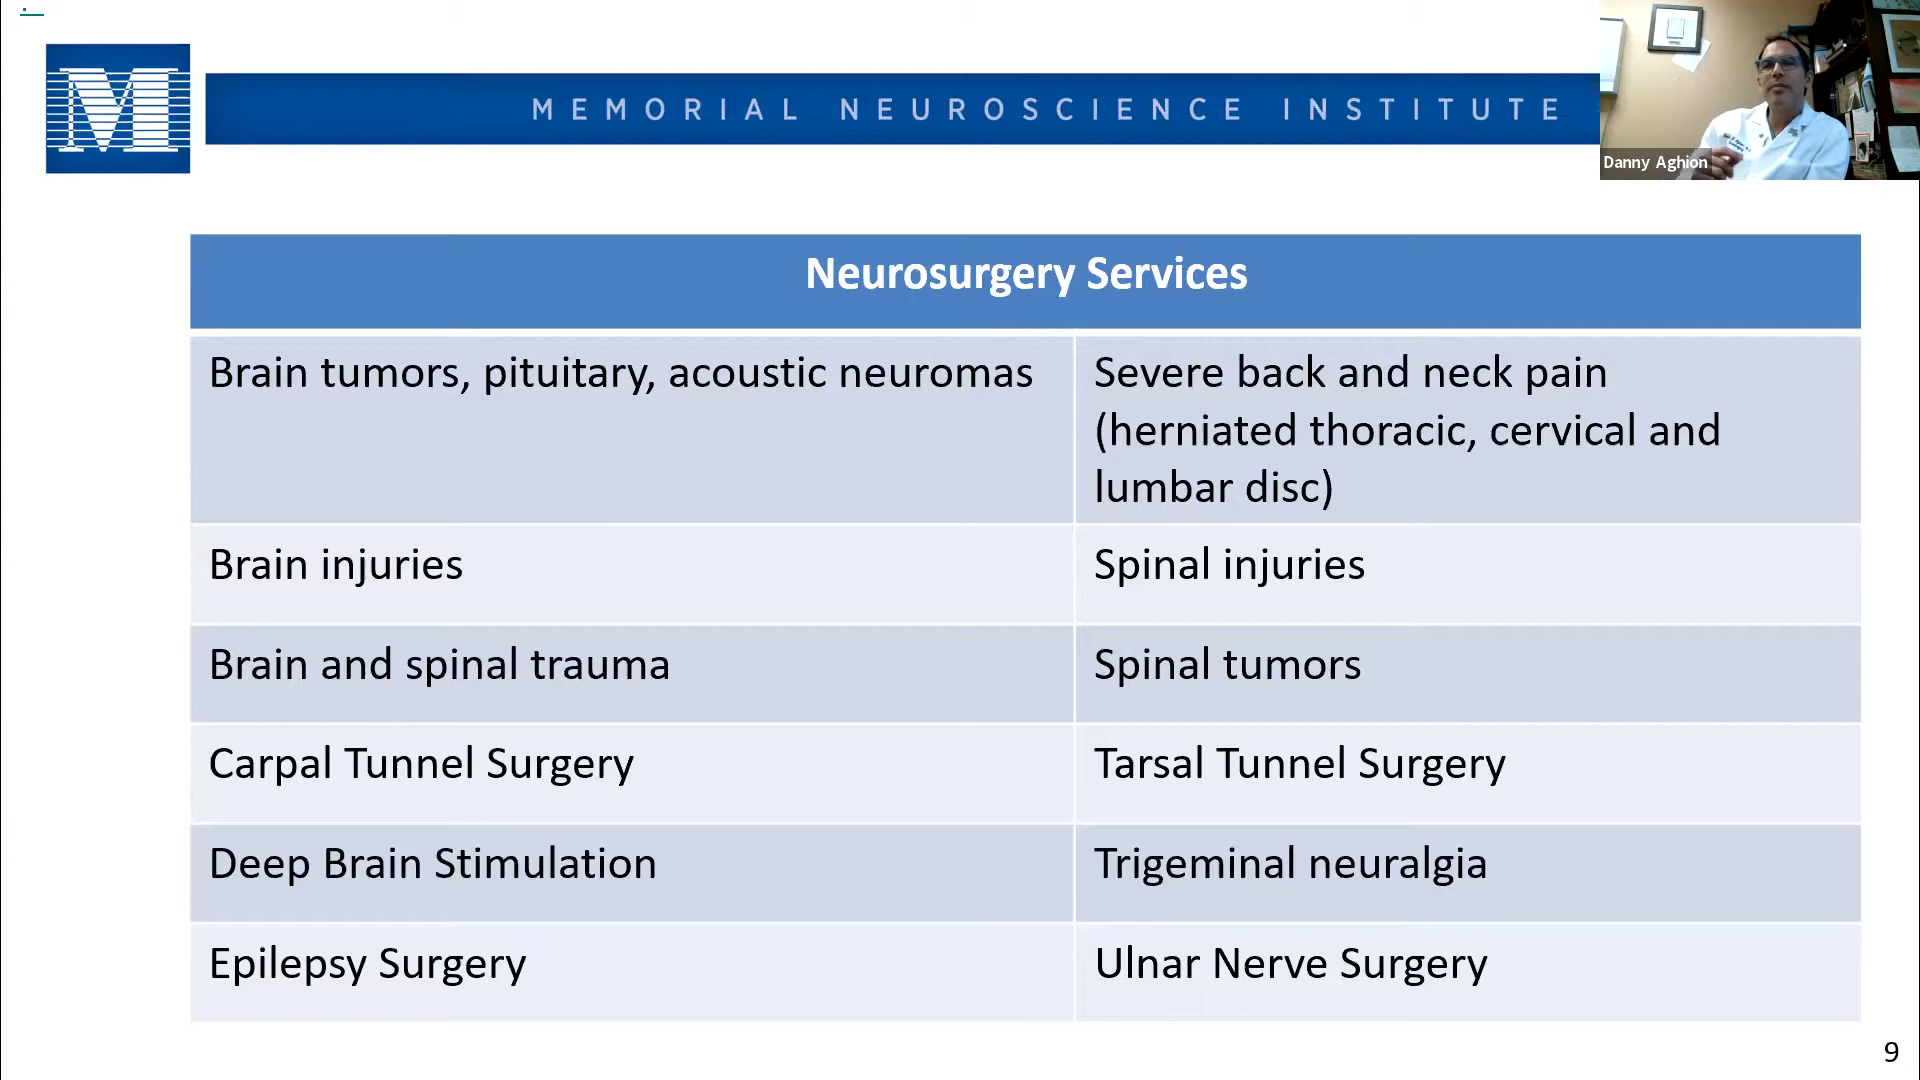 M
MEMORIAL NEUROSCIENCE INSTITUTE
Danny Aghion
Neurosurgery Services
Brain tumors, pituitary, acoustic neuromas
Severe back and neck pain
(herniated thoracic, cervical and
lumbar disc)
Brain injuries
Spinal injuries
Brain and spinal trauma
Spinal tumors
Carpal Tunnel Surgery
Tarsal Tunnel Surgery
Deep Brain Stimulation
Trigeminal neuralgia
Epilepsy Surgery
Ulnar Nerve Surgery
9